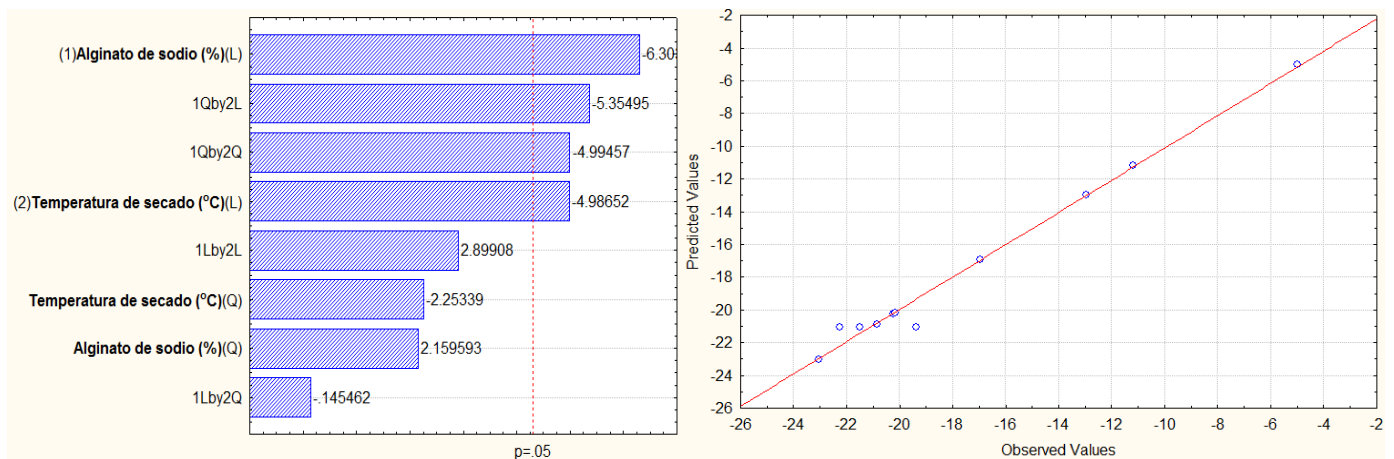 (1)Alginato de sodio (%)(L)
-6.30
1Qby2L
-5.35495
1Qby2Q
-4.99457
(2)Temperatura de secado (ºC)(L)
-4.98652
1Lby2L
2.89908
Temperatura de secado (ºC)(Q)
-2.25339
Alginato de sodio (%)(Q)
2.159593
1Lby2Q
-.145462
p=.05
Predicted Values
-2
-4
-6
-8
-10
-12
-14
-16
-18
-20
-22
-24
-26
-26 -24 -22 -20 -18 -16 -14 -12 -10 -8 -6 -4 -2
Observed Values